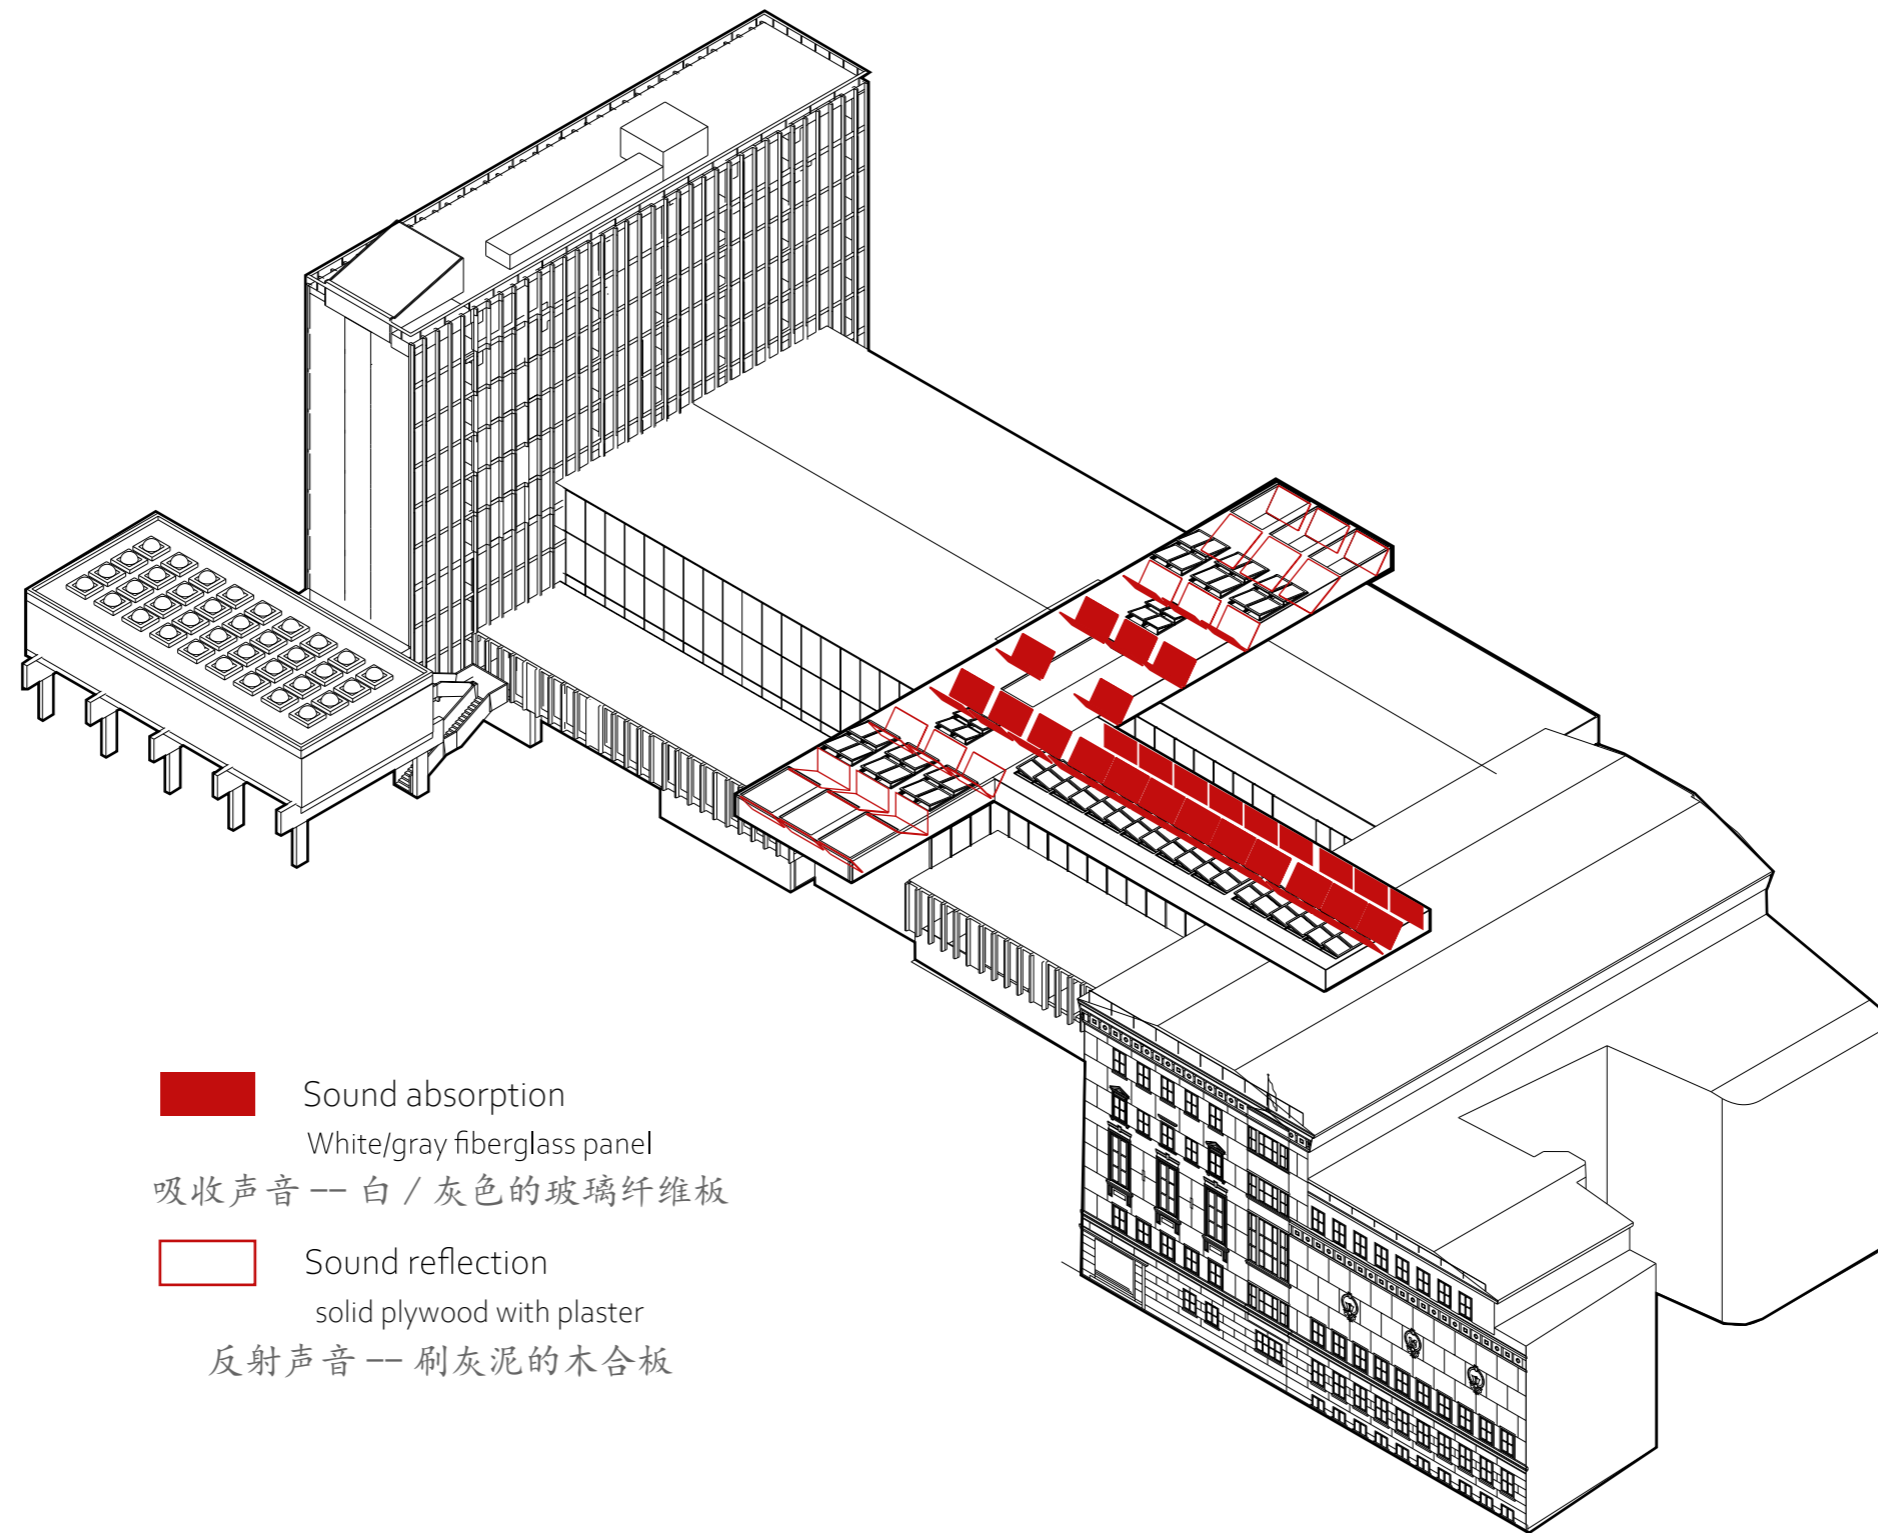 Sound absorption
White/gray fiberglass panel
吸收声音 –– 白 / 灰色的玻璃纤维板
Sound reflection
solid plywood with plaster
反射声音 –– 刷灰泥的木合板